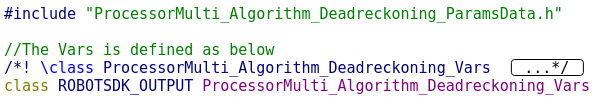 #include "ProcessorMulti_Algorithm_Deadreckoning_ParamsData.h"
//The Vars is defined as below
/*! \class ProcessorMulti_Algorithm_Deadreckoning_Vars ...*/
class ROBOTSDK_OUTPUT ProcessorMulti_Algorithm_Deadreckoning_Vars